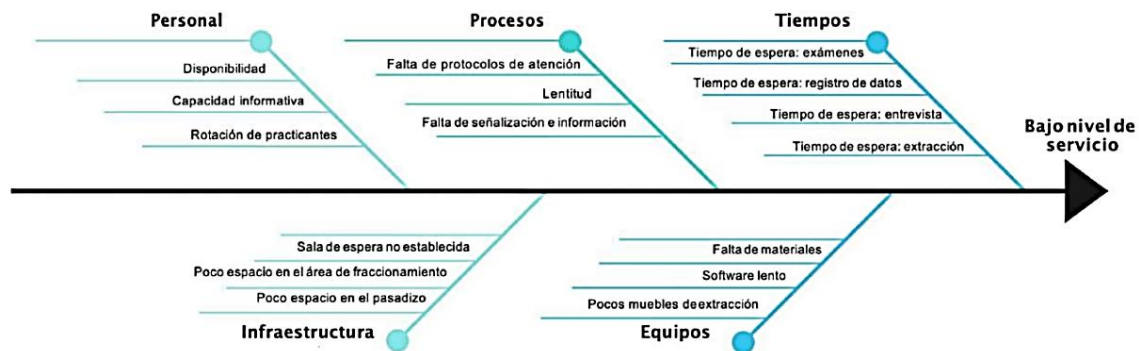 Personal
Disponibilidad
Capacidad informativa
Rotación de practicantes
Procesos
Falta de protocolos de atención
Lentitud
Falta de señalización e información
Tiempos
Tiempo de espera: exámenes
Tiempo de espera: registro de datos
Tiempo de espera: entrevista
Tiempo de espera: extracción
Bajo nivel de
servicio
Sala de espera no establecida
Poco espacio en el área de fraccionamiento
Poco espacio en el pasadizo
Infraestructura
Falta de materiales
Software lento
Pocos muebles de extracción
Equipos